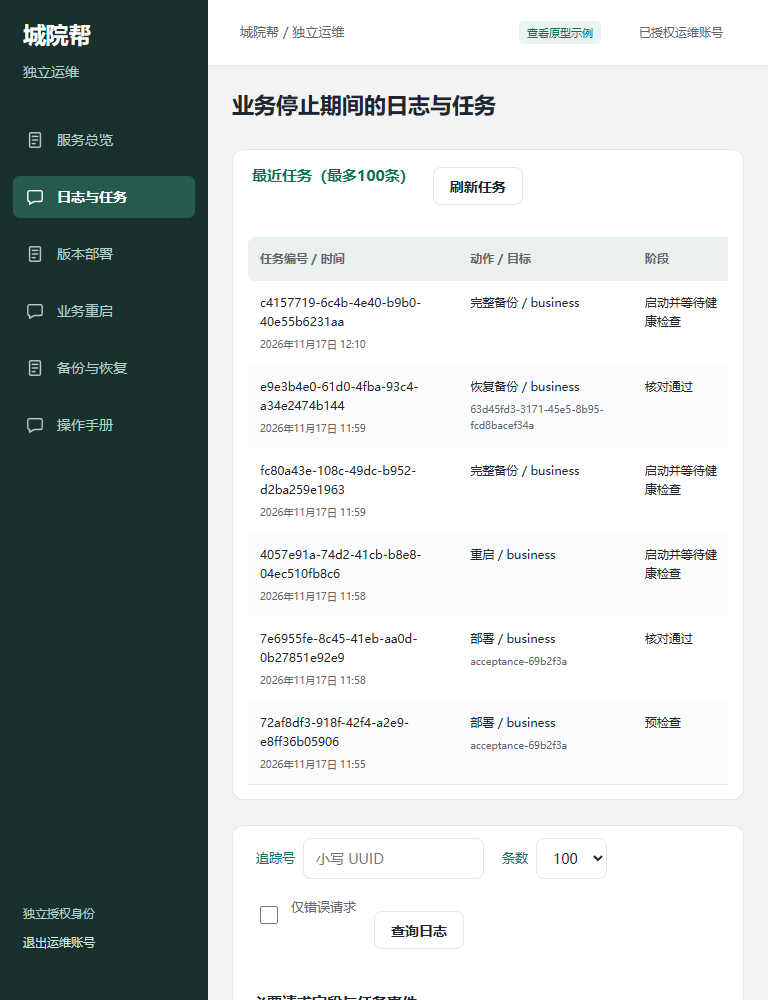 城院帮
独立运维
服务总览
日志与任务
版本部署
业务重启
备份与恢复
操作手册
独立授权身份
退出运维账号
城院帮 / 独立运维
查看原型示例
已授权运维账号
业务停止期间的日志与任务
最近任务（最多100条）
刷新任务
任务编号 / 时间
动作 / 目标
阶段
c4157719-6c4b-4e40-b9b0-
40e55b6231aa
2026年11月17日 12:10
完整备份 / business
启动并等待健
康检查
e9e3b4e0-61d0-4fba-93c4-
a34e2474b144
2026年11月17日 11:59
恢复备份 / business
63d45fd3-3171-45e5-8b95-
fcd8bacef34a
核对通过
fc80a43e-108c-49dc-b952-
d2ba259e1963
2026年11月17日 11:59
完整备份 / business
启动并等待健
康检查
4057e91a-74d2-41cb-b8e8-
04ec510fb8c6
2026年11月17日 11:58
重启 / business
启动并等待健
康检查
7e6955fe-8c45-41eb-aa0d-
0b27851e92e9
2026年11月17日 11:58
部署 / business
acceptance-69b2f3a
核对通过
72af8df3-918f-42f4-a2e9-
e8ff36b05906
2026年11月17日 11:55
部署 / business
acceptance-69b2f3a
预检查
追踪号
小写 UUID
条数
100
仅错误请求
查询日志
要请求字段与任务事件